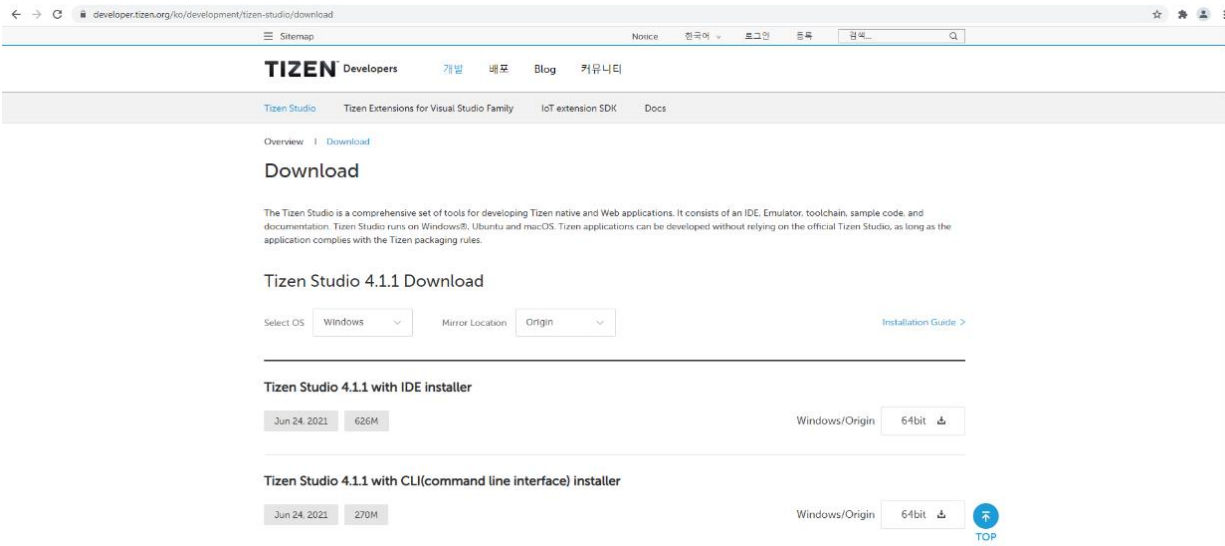 developer.tizen.org/ko/development/tizen-studio/download
Sitemap Notice 한국어 로그인 등록 검색...
TIZEN Developers 개발 배포 Blog 커뮤니티
Tizen Studio Tizen Extensions for Visual Studio Family IoT extension SDK Docs
Overview | Download
Download
The Tizen Studio is a comprehensive set of tools for developing Tizen native and Web applications. It consists of an IDE, Emulator, toolchain, sample code, and
documentation. Tizen Studio runs on Windows®, Ubuntu and macOS. Tizen applications can be developed without relying on the official Tizen Studio, as long as the
application complies with the Tizen packaging rules.
Tizen Studio 4.1.1 Download
Select OS Windows Mirror Location Origin Installation Guide >
Tizen Studio 4.1.1 with IDE installer
Jun 24, 2021 626M Windows/Origin 64bit
Tizen Studio 4.1.1 with CLI(command line interface) installer
Jun 24, 2021 270M Windows/Origin 64bit
TOP